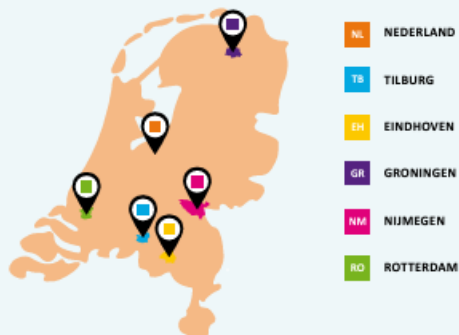 NL NEDERLAND
TB TILBURG
EH EINDHOVEN
GR GRONINGEN
NM NIJMEGEN
RO ROTTERDAM